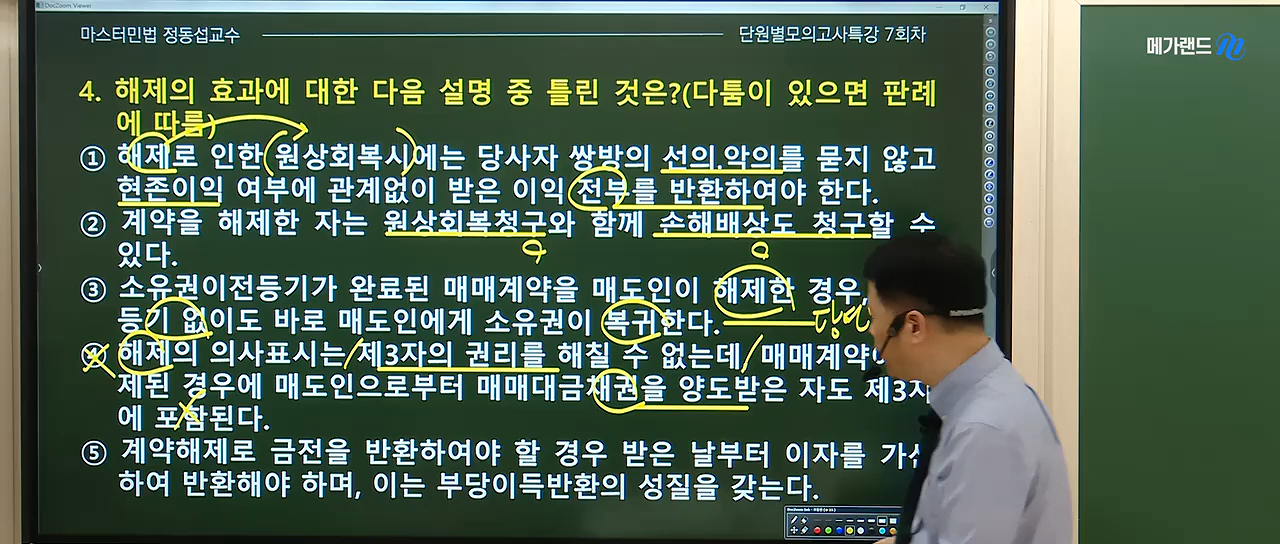 DocZoom_Viewer
마스터민법 정동섭교수
단원별모의고사특강 7회차
메가랜드
4. 해제의 효과에 대한 다음 설명 중 틀린 것은?(다툼이 있으면 판례
에 따름)
① 해제로 인한 원상회복시에는 당사자 쌍방의 선의.악의를 묻지 않고
현존이익 여부에 관계없이 받은 이익 전부를 반환하여야 한다.
② 계약을 해제한 자는 원상회복청구와 함께 손해배상도 청구할 수
있다.
③ 소유권이전등기가 완료된 매매계약을 매도인이 해제한 경우,
등기 없이도 바로 매도인에게 소유권이 복귀한다.
④ 해제의 의사표시는 제3자의 권리를 해칠 수 없는데, 매매계약이
제된 경우에 매도인으로부터 매매대금채권을 양도받은 자도 제3자
에 포함된다.
⑤ 계약해제로 금전을 반환하여야 할 경우 받은 날부터 이자를 가산
하여 반환해야 하며, 이는 부당이득반환의 성질을 갖는다.